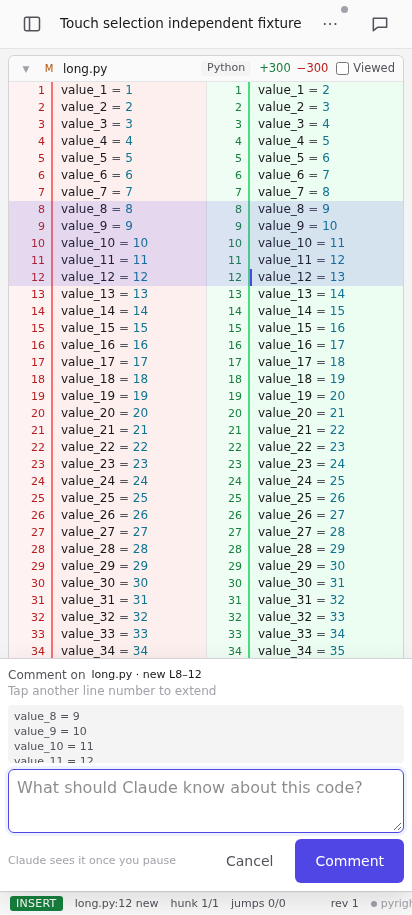 Touch selection independent fixture ...
▼ M long.py Python +300 −300 Viewed
1 value_1 = 1 1 value_1 = 2
2 value_2 = 2 2 value_2 = 3
3 value_3 = 3 3 value_3 = 4
4 value_4 = 4 4 value_4 = 5
5 value_5 = 5 5 value_5 = 6
6 value_6 = 6 6 value_6 = 7
7 value_7 = 7 7 value_7 = 8
8 value_8 = 8 8 value_8 = 9
9 value_9 = 9 9 value_9 = 10
10 value_10 = 10 10 value_10 = 11
11 value_11 = 11 11 value_11 = 12
12 value_12 = 12 12 value_12 = 13
13 value_13 = 13 13 value_13 = 14
14 value_14 = 14 14 value_14 = 15
15 value_15 = 15 15 value_15 = 16
16 value_16 = 16 16 value_16 = 17
17 value_17 = 17 17 value_17 = 18
18 value_18 = 18 18 value_18 = 19
19 value_19 = 19 19 value_19 = 20
20 value_20 = 20 20 value_20 = 21
21 value_21 = 21 21 value_21 = 22
22 value_22 = 22 22 value_22 = 23
23 value_23 = 23 23 value_23 = 24
24 value_24 = 24 24 value_24 = 25
25 value_25 = 25 25 value_25 = 26
26 value_26 = 26 26 value_26 = 27
27 value_27 = 27 27 value_27 = 28
28 value_28 = 28 28 value_28 = 29
29 value_29 = 29 29 value_29 = 30
30 value_30 = 30 30 value_30 = 31
31 value_31 = 31 31 value_31 = 32
32 value_32 = 32 32 value_32 = 33
33 value_33 = 33 33 value_33 = 34
34 value_34 = 34 34 value_34 = 35
Comment on long.py · new L8–12
Tap another line number to extend
value_8 = 9
value_9 = 10
value_10 = 11
value_11 = 12
What should Claude know about this code?
Claude sees it once you pause Cancel Comment
INSERT long.py:12 new hunk 1/1 jumps 0/0 rev 1 pyrig